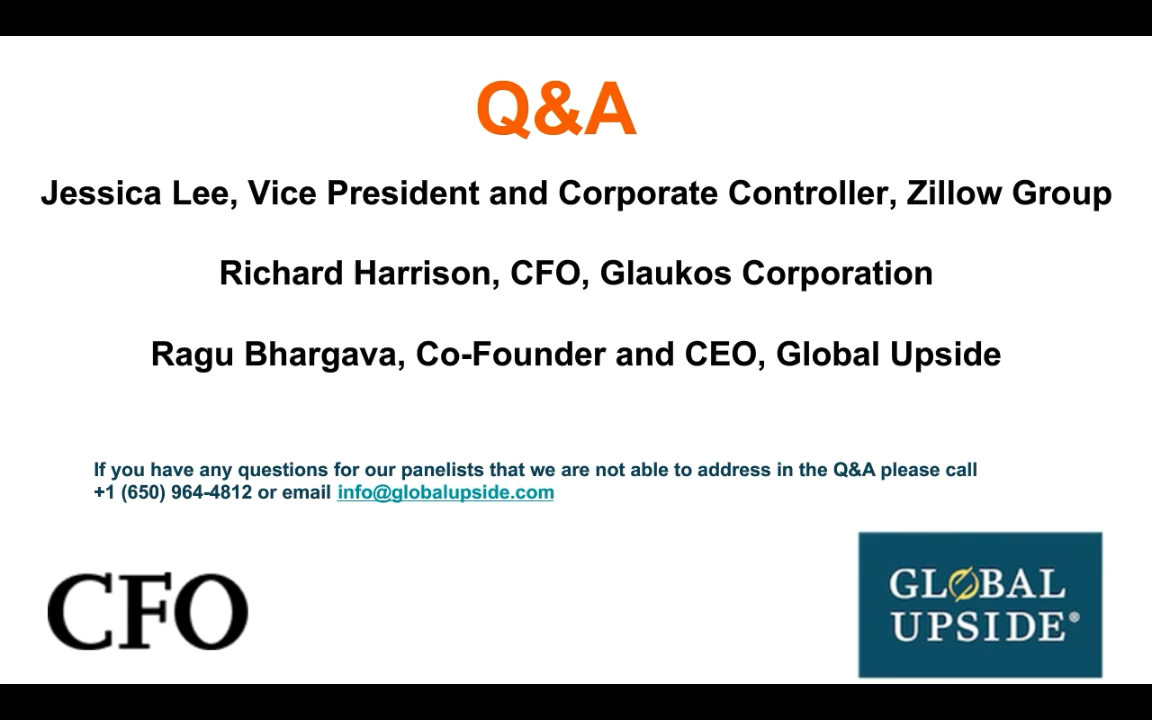 Q&A
Jessica Lee, Vice President and Corporate Controller, Zillow Group
Richard Harrison, CFO, Glaukos Corporation
Ragu Bhargava, Co-Founder and CEO, Global Upside
If you have any questions for our panelists that we are not able to address in the Q&A please call
+1 (650) 964-4812 or email info@globalupside.com
CFO
GLOBAL
UPSIDE®